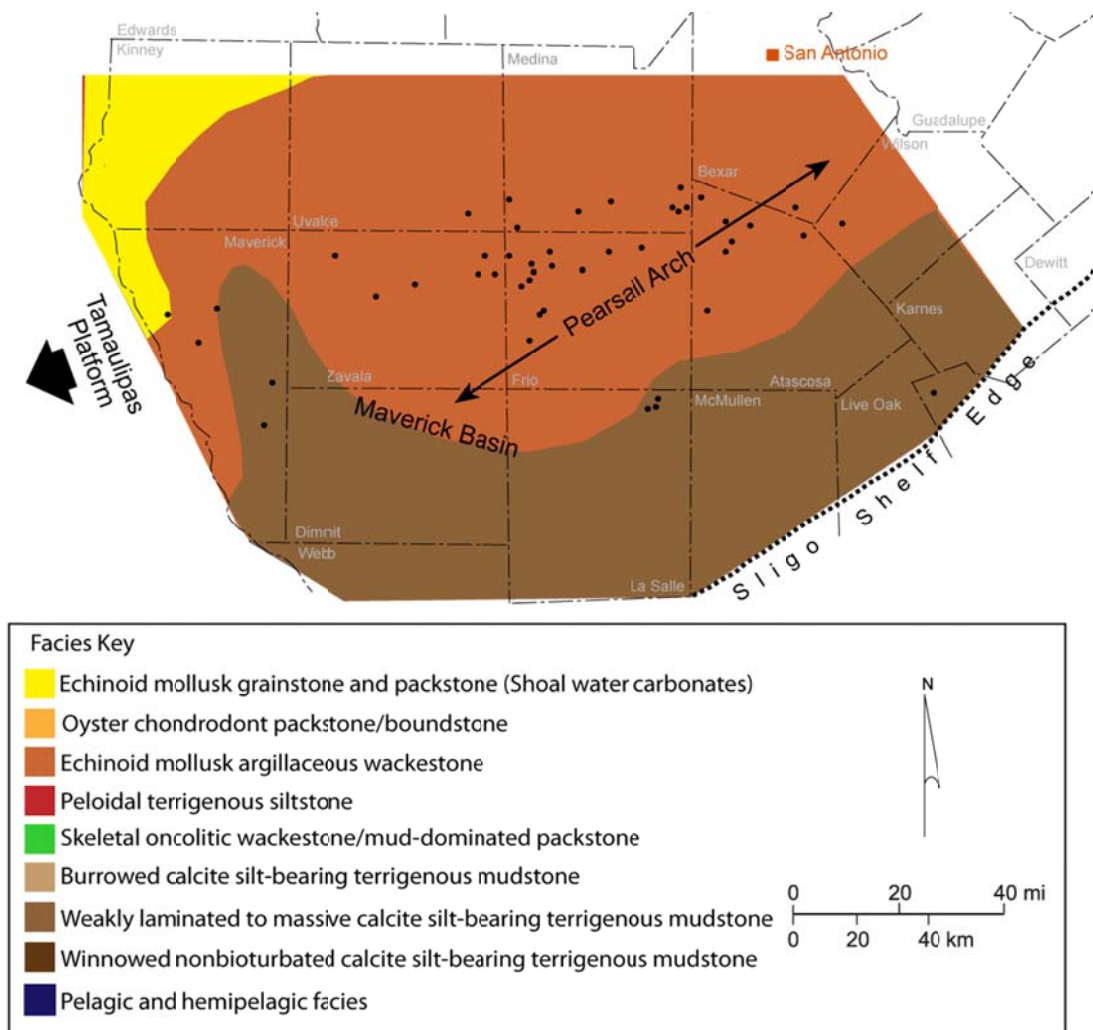 Edwards
Kinney
Medina
San Antonio
Guadalupe
Wilson
Bexar
Uvalde
Maverick
Pearsall Arch
Dewitt
Karnes
Tamaulipas
Platform
Zavala
Frio
Atascosa
McMullen
Live Oak
Maverick Basin
Sligo Shelf Edge
Dimnit
Webb
La Salle
Facies Key
Echinoid mollusk grainstone and packstone (Shoal water carbonates)
Oyster chondrodont packstone/boundstone
Echinoid mollusk argillaceous wackestone
Peloidal terrigenous siltstone
Skeletal oncolitic wackestone/mud-dominated packstone
Burrowed calcite silt-bearing terrigenous mudstone
Weakly laminated to massive calcite silt-bearing terrigenous mudstone
Winnowed nonbioturbated calcite silt-bearing terrigenous mudstone
Pelagic and hemipelagic facies
N
0 20 40 mi
0 20 40 km